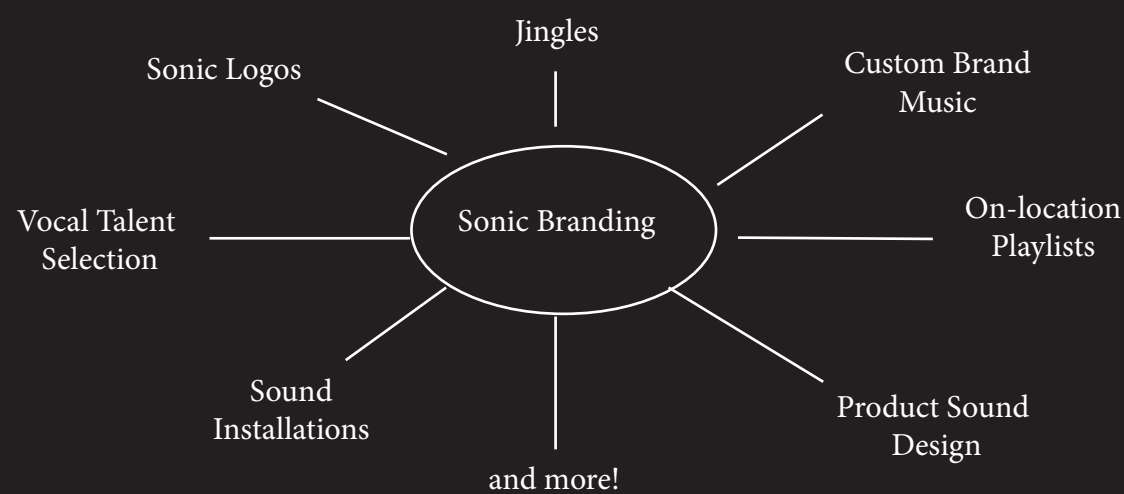 Jingles
Sonic Logos
Custom Brand
Music
Vocal Talent
Selection
Sonic Branding
On-location
Playlists
Sound
Installations
Product Sound
Design
and more!